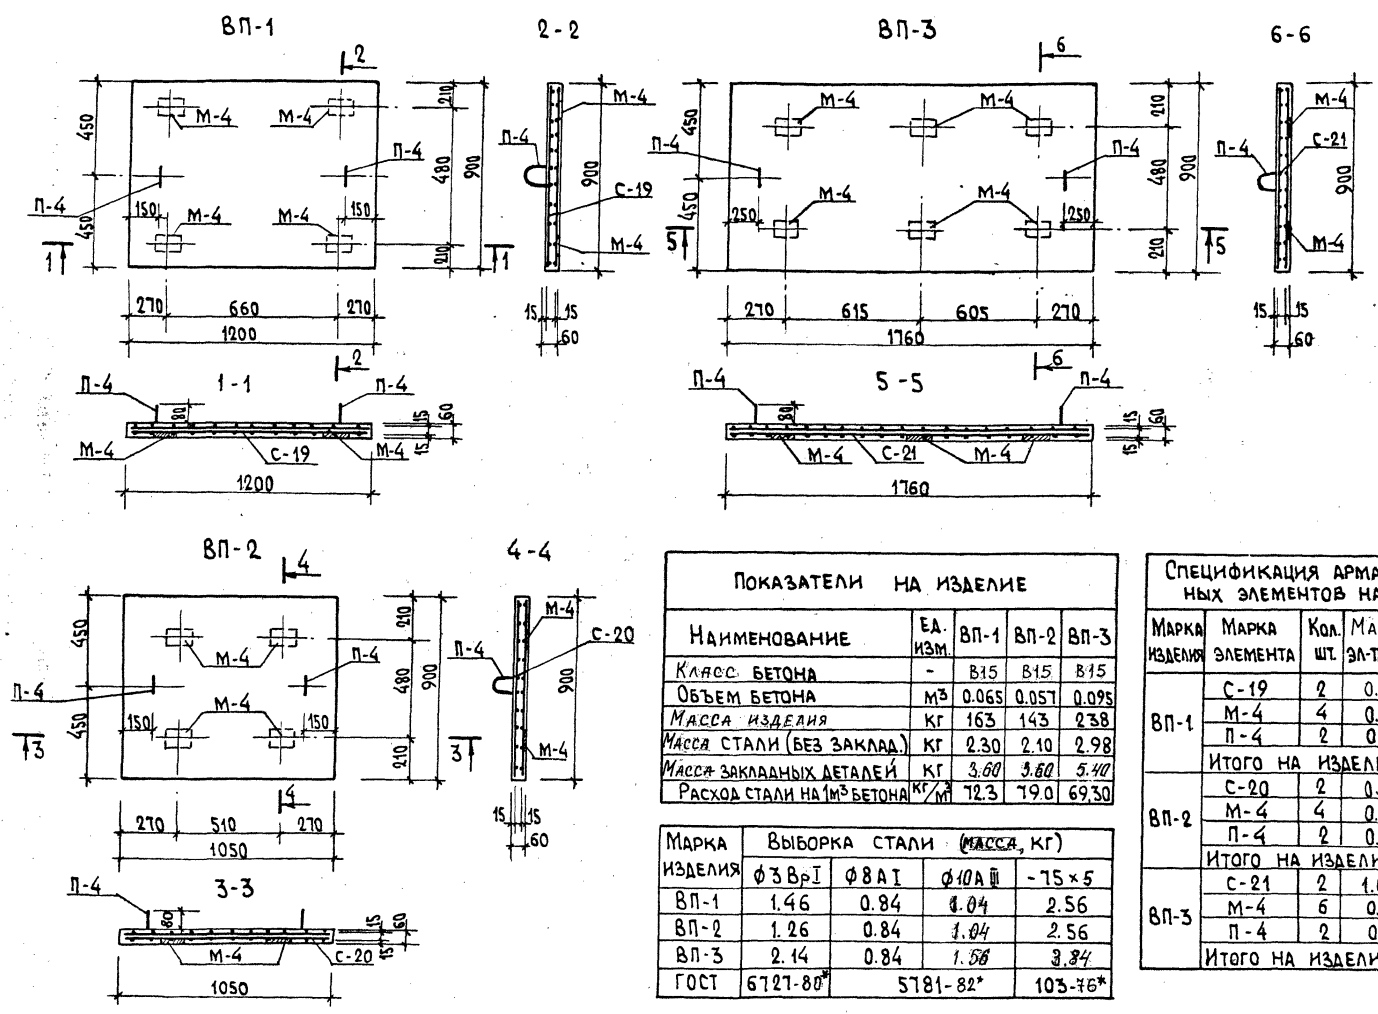 ВП-1
2
450
450
П-4
М-4
М-4
П-4
150
М-4
М-4
150
1
1
210
480
210
900
270
660
270
1200
2
2-2
М-4
П-4
С-19
М-4
900
15
15
60
ВП-3
6
450
450
М-4
М-4
П-4
П-4
М-4
М-4
250
250
5
5
210
480
210
900
270
615
605
270
1760
6
6-6
М-4
П-4
С-21
М-4
900
15
15
60
1-1
П-4
П-4
80
15
60
15
М-4
С-19
М-4
1200
5-5
П-4
П-4
80
15
60
15
М-4
С-21
М-4
1760
ВП-2
4
450
450
М-4
П-4
П-4
М-4
150
150
3
3
210
480
210
900
4
270
510
270
1050
4-4
М-4
П-4
С-20
М-4
900
15
15
60
3-3
П-4
80
15
60
15
М-4
С-20
1050
Показатели на изделие
Наименование Ед. изм. ВП-1 ВП-2 ВП-3
Класс бетона - В15 В15 В15
Объем бетона м³ 0.065 0.057 0.095
Масса изделия кг 163 143 238
Масса стали (без заклад.) кг 2.30 2.10 2.98
Масса закладных деталей кг 3.60 3.60 5.40
Расход стали на 1м³ бетона кг/м³ 72.3 79.0 69,30
Марка изделия Выборка стали (масса, кг)
ф3ВрI ф8АI ф10АIII -75×5
ВП-1 1.46 0.84 1.04 2.56
ВП-2 1.26 0.84 1.04 2.56
ВП-3 2.14 0.84 1.56 3.84
ГОСТ 6727-80* 5781-82* 103-76*
Спецификация арма
ных элементов на
Марка изделия Марка элемента Кол. шт. Ма эл-т
ВП-1
С-19 2 0.
М-4 4 0.
П-4 2 0
Итого на издели
ВП-2
С-20 2 0.
М-4 4 0.
П-4 2 0.
Итого на издели
ВП-3
С-21 2 1.
М-4 6 0.
П-4 2 0
Итого на издели